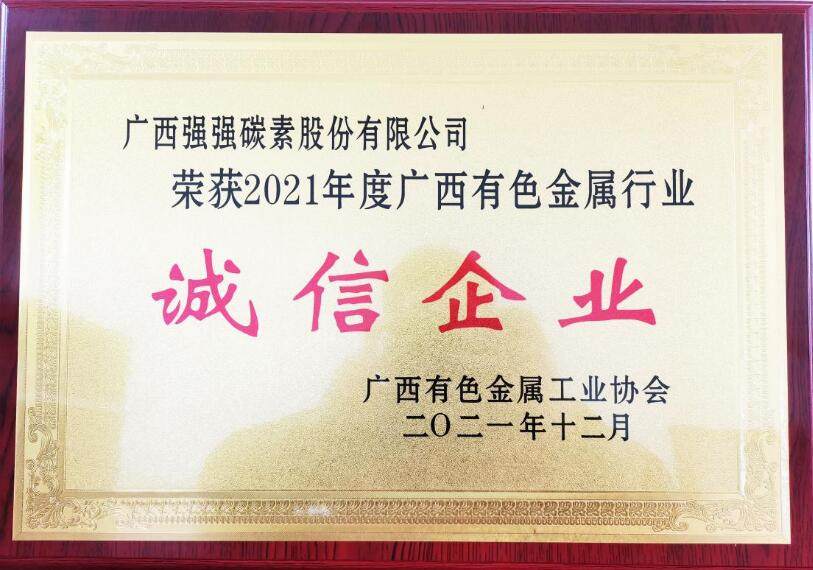 广西强强碳素股份有限公司
荣获2021年度广西有色金属行业
诚信企业
广西有色金属工业协会
二〇二一年十二月